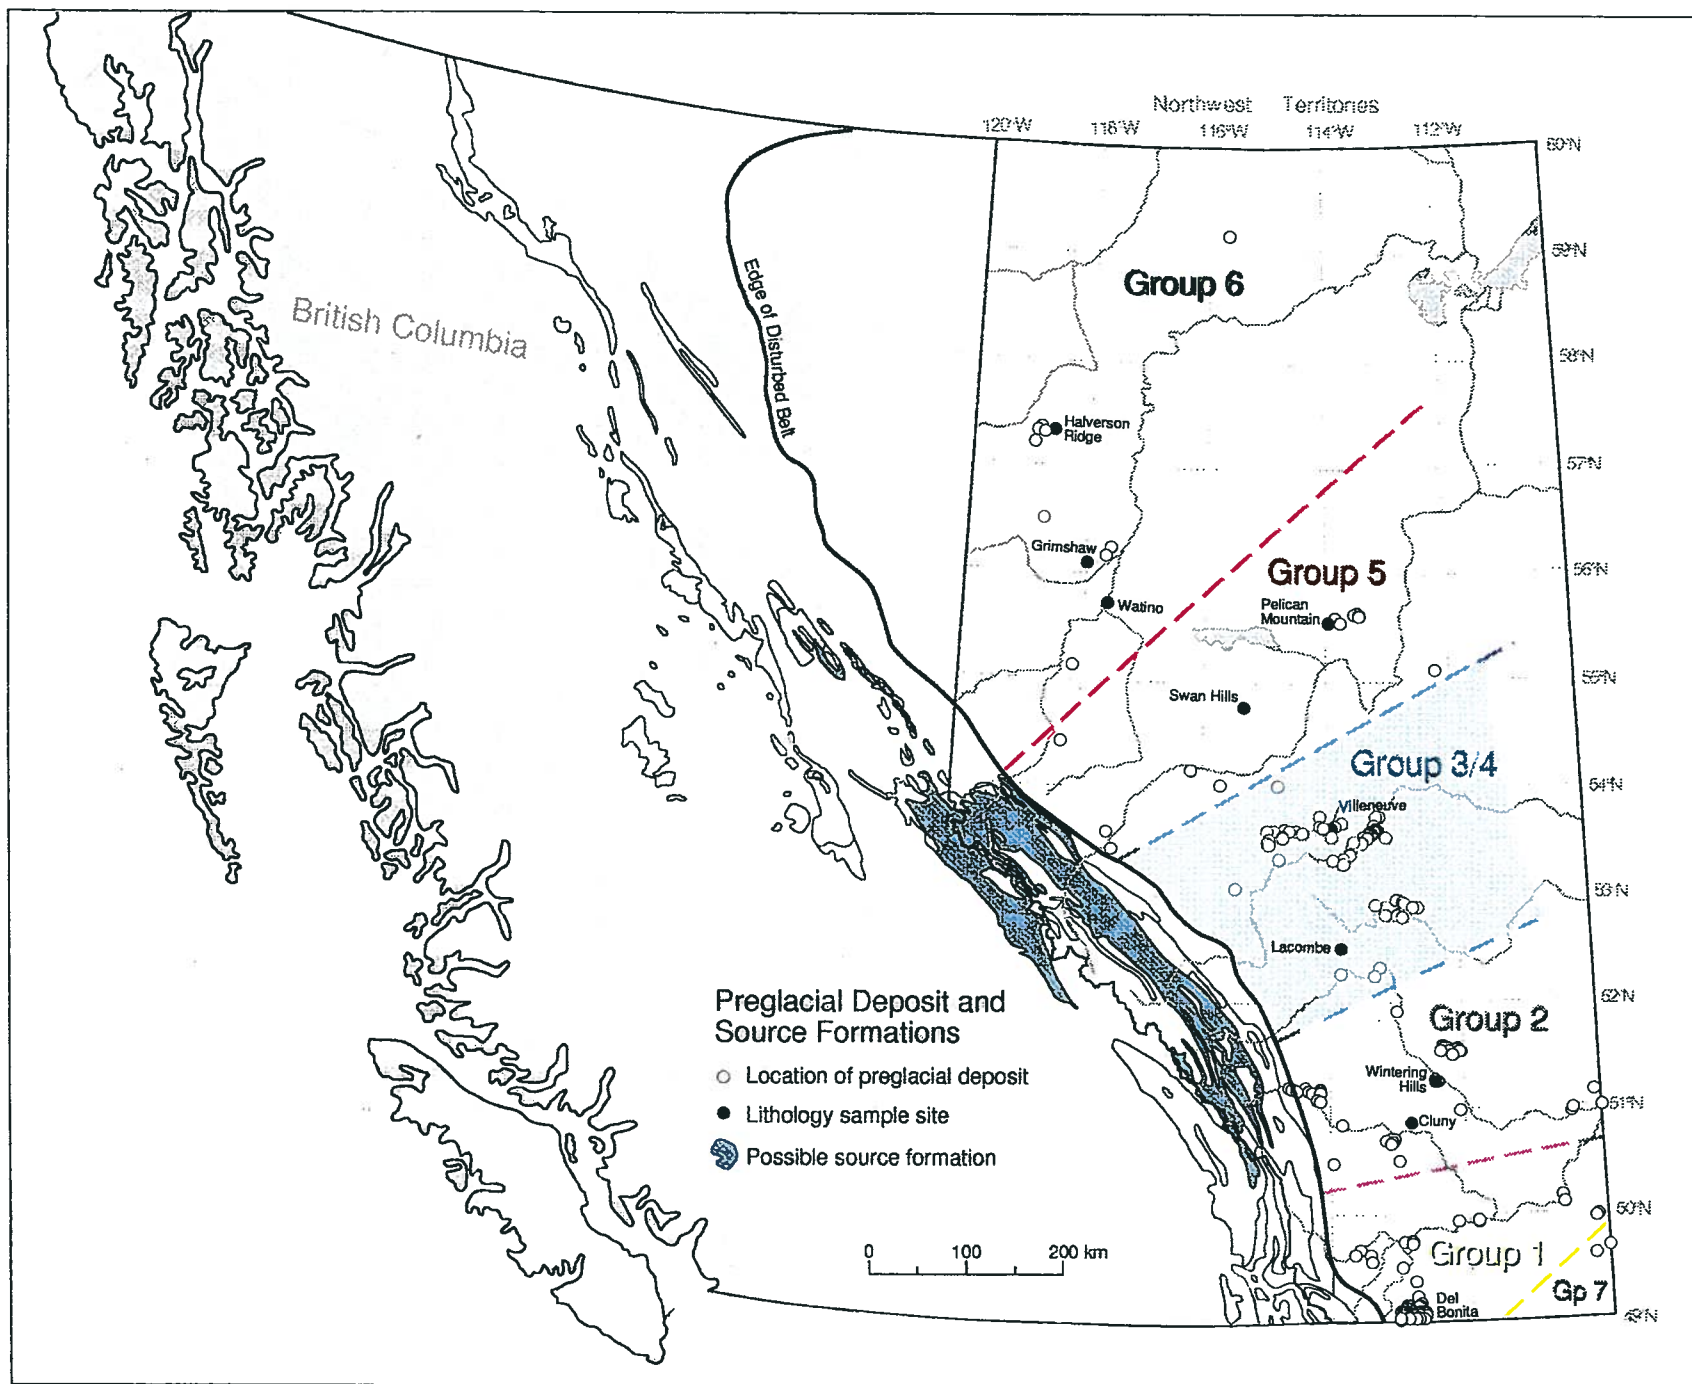 Northwest Territories
120°W 118°W 116°W 114°W 112°W
60°N
59°N
Group 6
Edge of Disturbed Belt
British Columbia
58°N
Halverson
Ridge
57°N
Grimshaw
Group 5
56°N
Watino
Pelican
Mountain
55°N
Swan Hills
Group 3/4
54°N
Villeneuve
53°N
Lacombe
Preglacial Deposit and
Source Formations
52°N
Group 2
Location of preglacial deposit
Wintering
Hills
Lithology sample site
51°N
Cluny
Possible source formation
50°N
0 100 200 km
Group 1
Gp 7
Del
Bonita
49°N